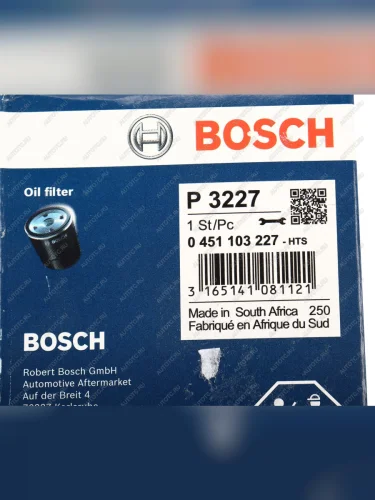 BOSCH
Oil filter
P 3227
1 St/Pc
0 451 103 227 - HTS
3 165141 081121
Made in South Africa 250
Fabriqué en Afrique du Sud
BOSCH
Robert Bosch GmbH
Automotive Aftermarket
Auf der Breit 4